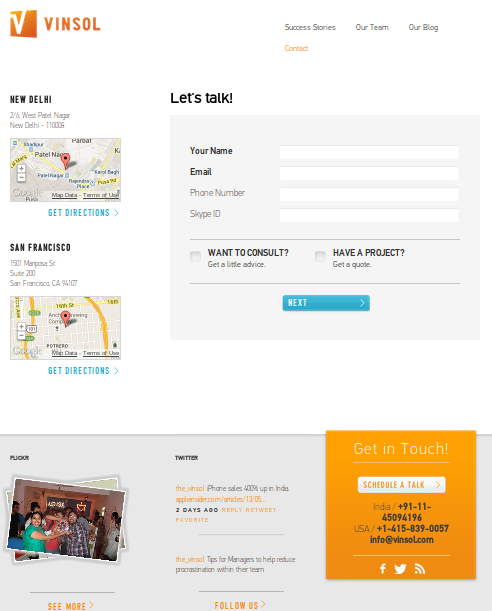 VINSOL
Success Stories Our Team Our Blog
Contact
NEW DELHI
2/6, West Patel Nagar
New Delhi - 110008
Shadipur
Patel Nagar
Patel Nagar
Karol Bagh
Rajendra
Pusa Rd
Google
Map Data - Terms of Use
GET DIRECTIONS
SAN FRANCISCO
1501 Mariposa St.
Suite 200
San Francisco, CA 94107
16th St
16th St
101
POTRERO
Google
Map Data - Terms of Use
GET DIRECTIONS
Let's talk!
Your Name
Email
Phone Number
Skype ID
WANT TO CONSULT?
Get a little advice.
HAVE A PROJECT?
Get a quote.
NEXT
FLICKR
SEE MORE
TWITTER
the_vinsol iPhone sales 400% up in India
appleinsider.com/articles/13/05...
2 DAYS AGO · REPLY · RETWEET ·
FAVORITE
the_vinsol Tips for Managers to help reduce
procrastination within their team
FOLLOW US
Get in Touch!
SCHEDULE A TALK
India / +91-11-
45094196
USA / +1-415-839-0057
info@vinsol.com